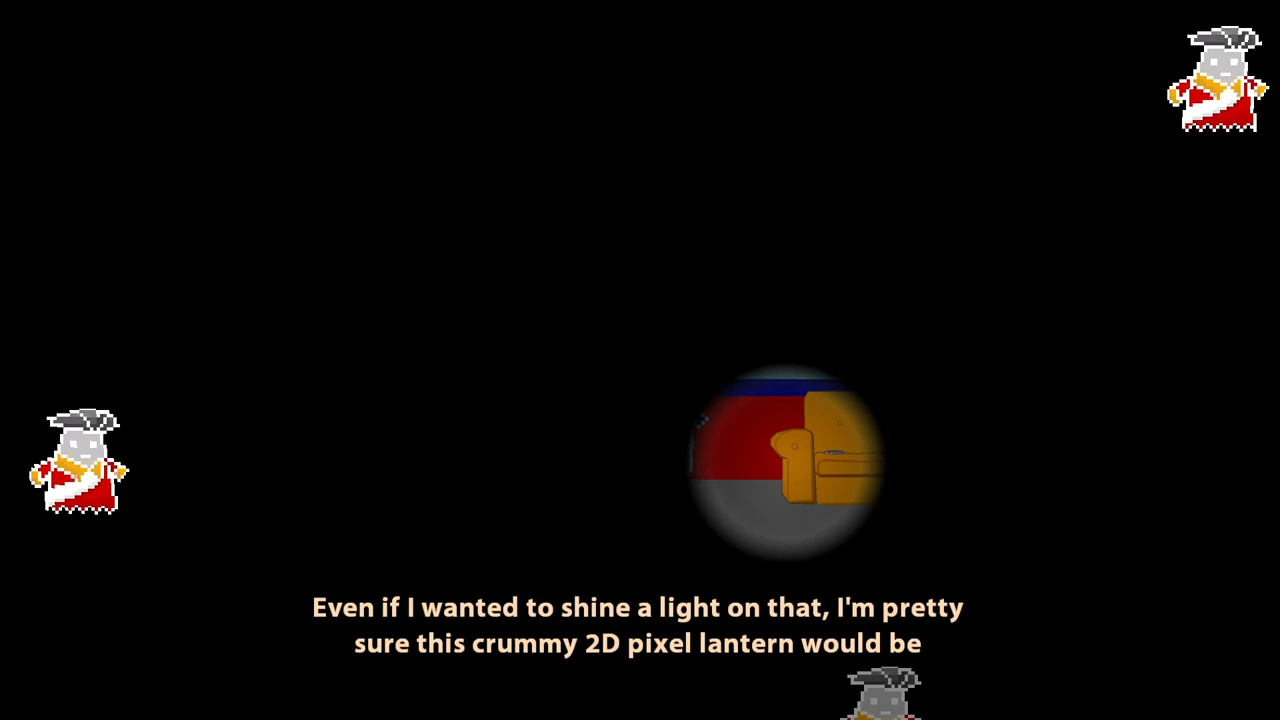 Even if I wanted to shine a light on that, I'm pretty
sure this crummy 2D pixel lantern would be